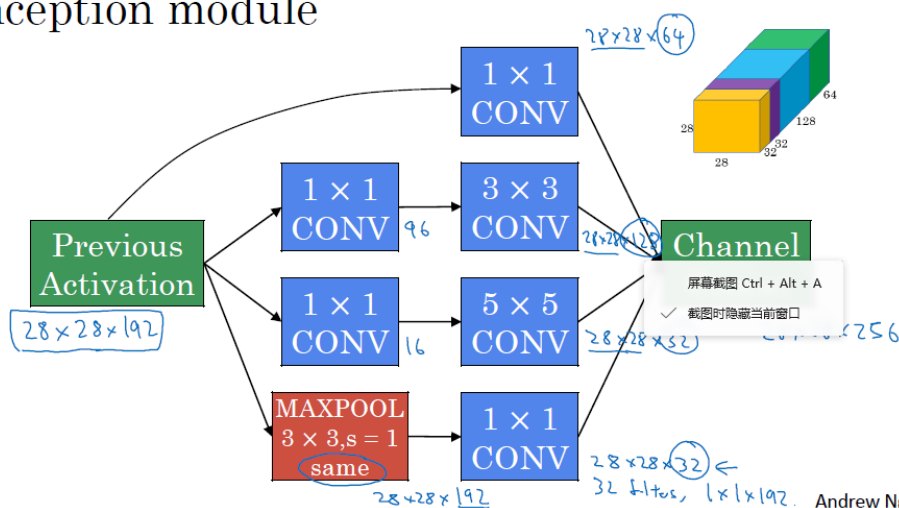 nception module
28×28×64
1 × 1
CONV
28
28
32
32
128
64
1 × 1
CONV
96
3 × 3
CONV
28×28×128
Previous
Activation
28×28×192
Channel
屏幕截图 Ctrl + Alt + A
截图时隐藏当前窗口
×256
1 × 1
CONV
16
5 × 5
CONV
28×28×32
MAXPOOL
3 × 3,s = 1
same
28×28×192
1 × 1
CONV
28×28×32
32 filters, 1×1×192.
Andrew N